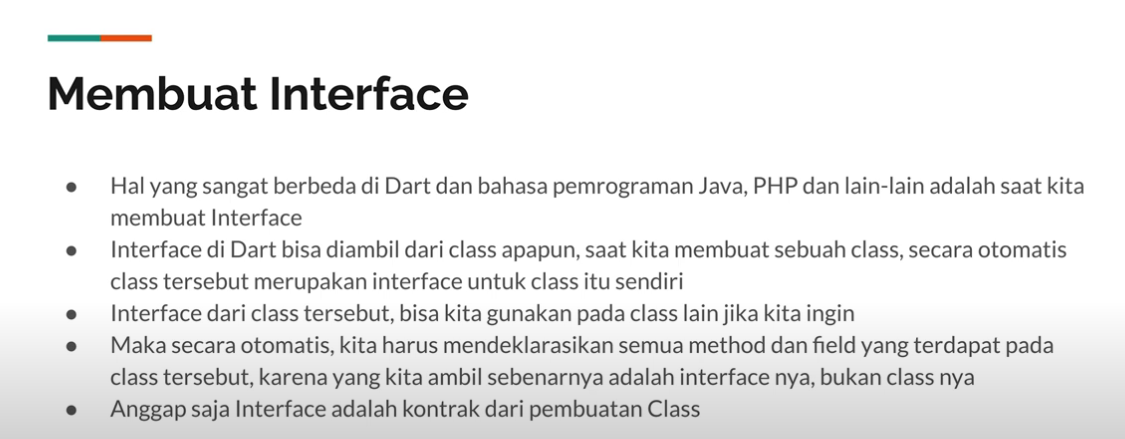 Membuat Interface
● Hal yang sangat berbeda di Dart dan bahasa pemrograman Java, PHP dan lain-lain adalah saat kita
membuat Interface
● Interface di Dart bisa diambil dari class apapun, saat kita membuat sebuah class, secara otomatis
class tersebut merupakan interface untuk class itu sendiri
● Interface dari class tersebut, bisa kita gunakan pada class lain jika kita ingin
● Maka secara otomatis, kita harus mendeklarasikan semua method dan field yang terdapat pada
class tersebut, karena yang kita ambil sebenarnya adalah interface nya, bukan class nya
● Anggap saja Interface adalah kontrak dari pembuatan Class